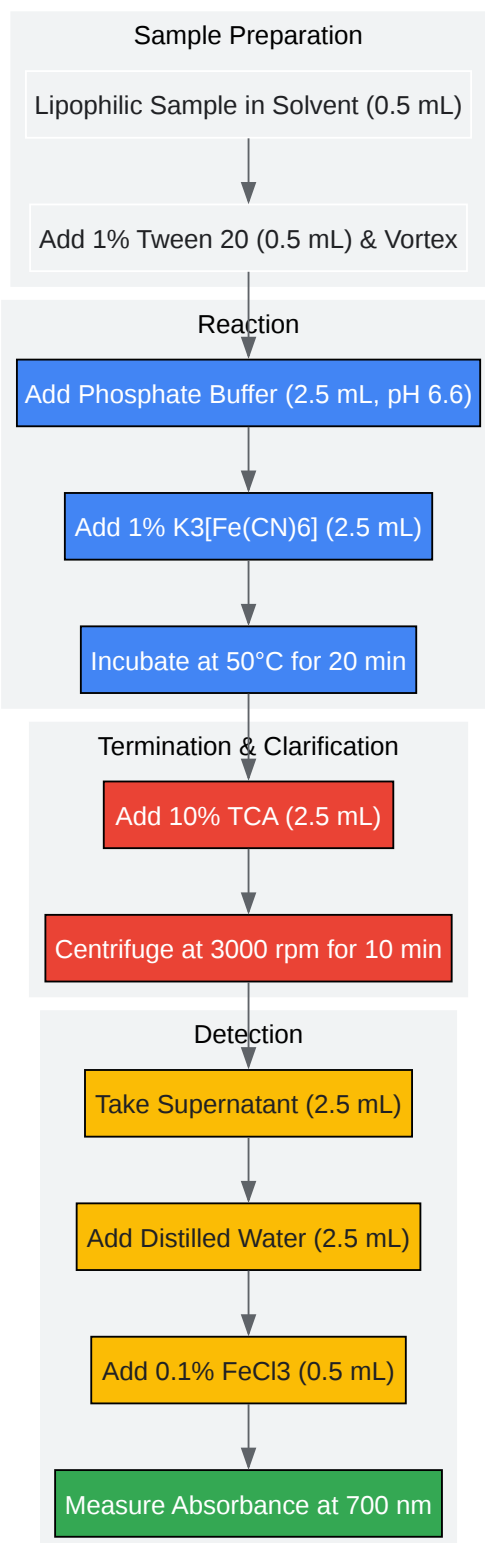 Sample Preparation
Lipophilic Sample in Solvent (0.5 mL)
Add 1% Tween 20 (0.5 mL) & Vortex
Reaction
Add Phosphate Buffer (2.5 mL, pH 6.6)
Add 1% K3[Fe(CN)6] (2.5 mL)
Incubate at 50°C for 20 min
Termination & Clarification
Add 10% TCA (2.5 mL)
Centrifuge at 3000 rpm for 10 min
Detection
Take Supernatant (2.5 mL)
Add Distilled Water (2.5 mL)
Add 0.1% FeCl3 (0.5 mL)
Measure Absorbance at 700 nm